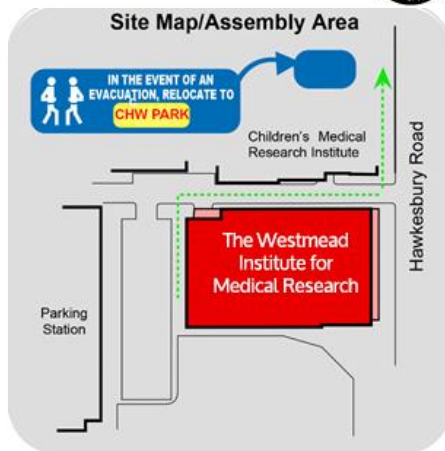 Site Map/Assembly Area
IN THE EVENT OF AN
EVACUATION, RELOCATE TO
CHW PARK
Children's Medical
Research Institute
Hawkesbury Road
The Westmead
Institute for
Medical Research
Parking
Station